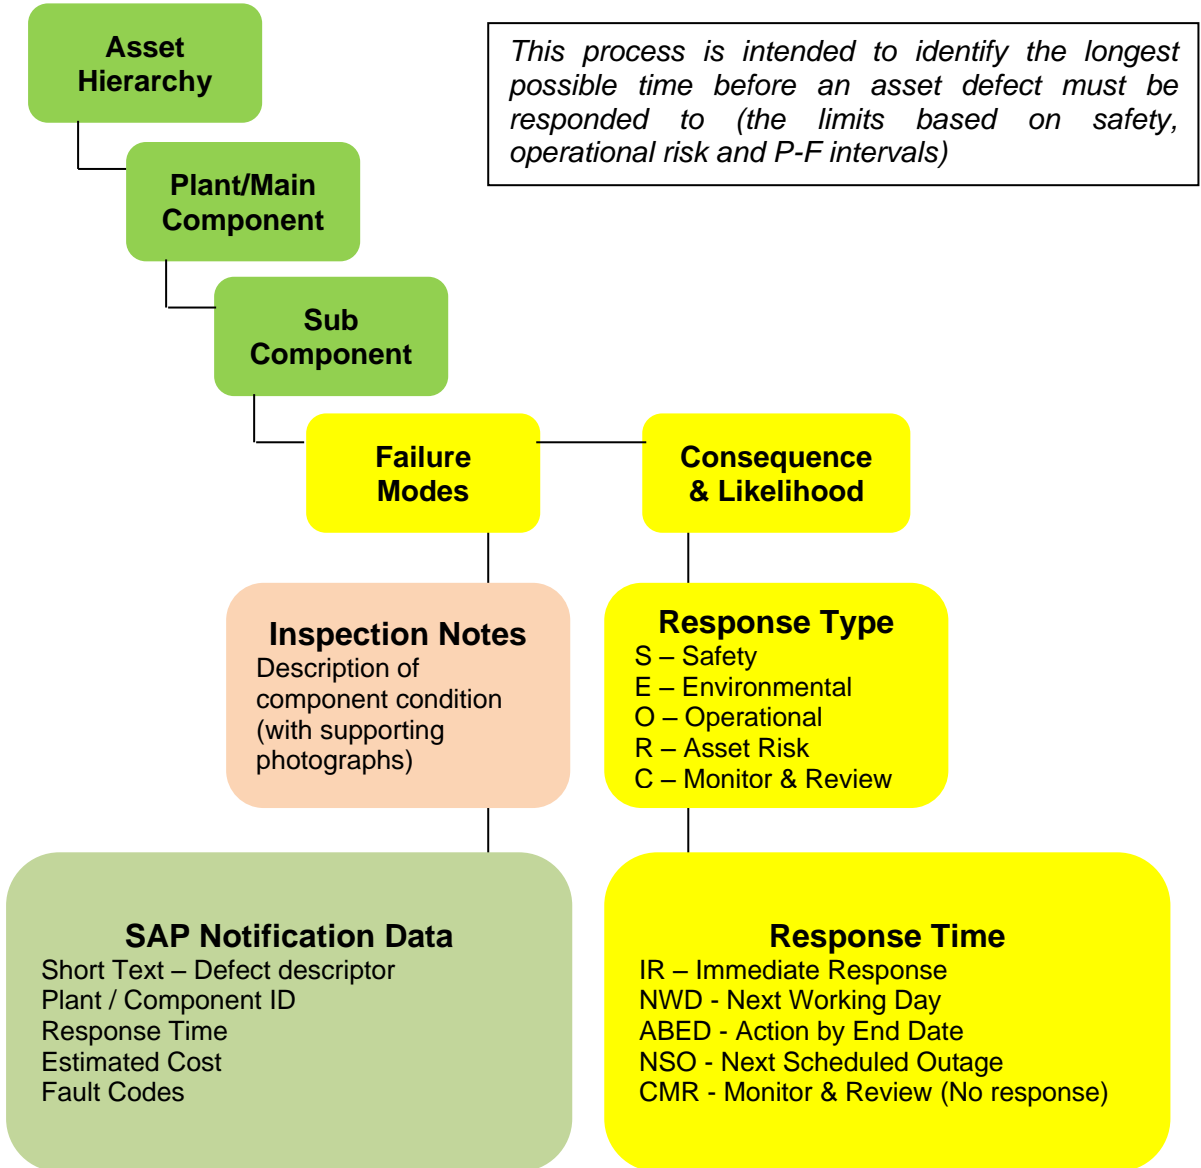 Asset
Hierarchy
This process is intended to identify the longest
possible time before an asset defect must be
responded to (the limits based on safety,
operational risk and P-F intervals)
Plant/Main
Component
Sub
Component
Failure
Modes
Consequence
& Likelihood
Inspection Notes
Description of
component condition
(with supporting
photographs)
Response Type
S – Safety
E – Environmental
O – Operational
R – Asset Risk
C – Monitor & Review
SAP Notification Data
Short Text – Defect descriptor
Plant / Component ID
Response Time
Estimated Cost
Fault Codes
Response Time
IR – Immediate Response
NWD - Next Working Day
ABED - Action by End Date
NSO - Next Scheduled Outage
CMR - Monitor & Review (No response)